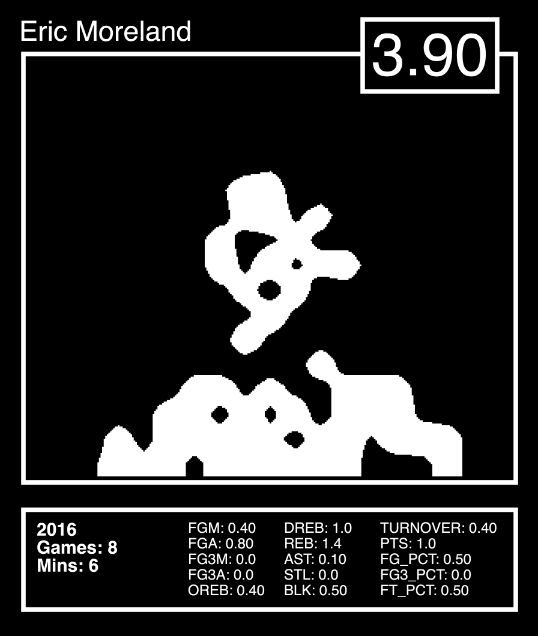 Eric Moreland
3.90
2016
Games: 8
Mins: 6
FGM: 0.40
FGA: 0.80
FG3M: 0.0
FG3A: 0.0
OREB: 0.40
DREB: 1.0
REB: 1.4
AST: 0.10
STL: 0.0
BLK: 0.50
TURNOVER: 0.40
PTS: 1.0
FG_PCT: 0.50
FG3_PCT: 0.0
FT_PCT: 0.50